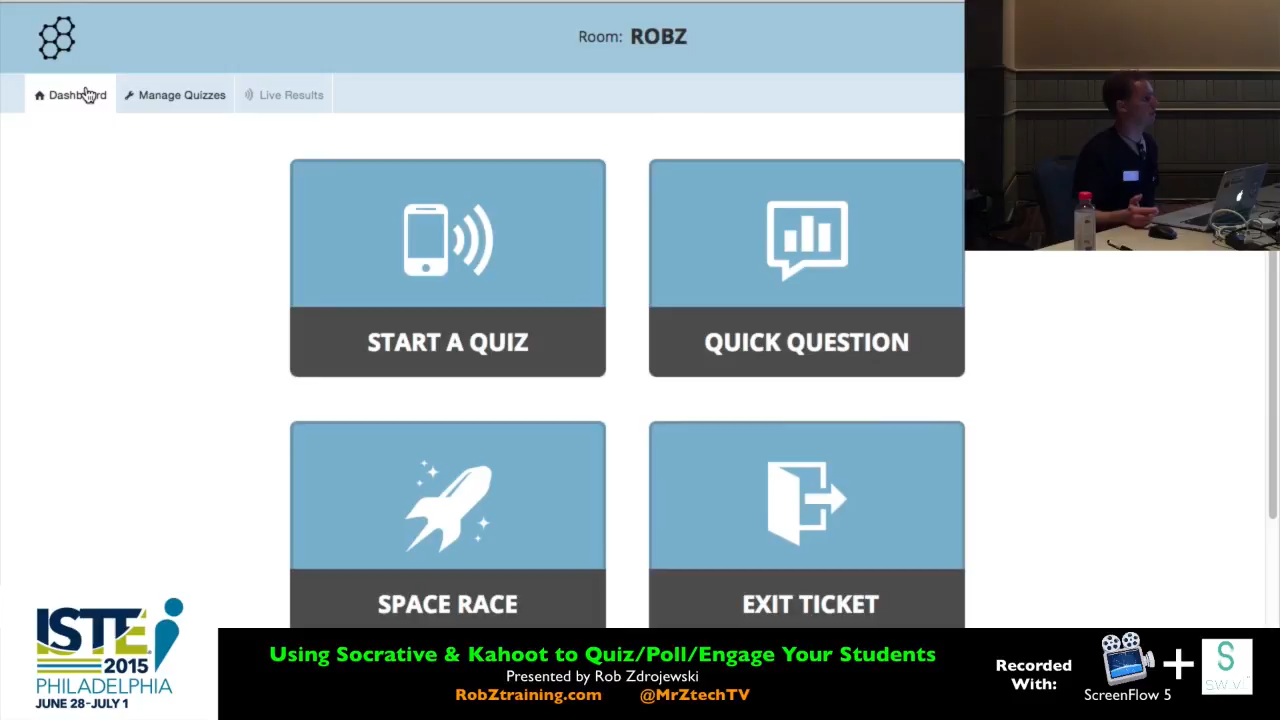 Room: ROBZ
Dashboard
Manage Quizzes
Live Results
START A QUIZ
QUICK QUESTION
SPACE RACE
EXIT TICKET
ISTE
2015
PHILADELPHIA
JUNE 28-JULY 1
Using Socrative & Kahoot to Quiz/Poll/Engage Your Students
Presented by Rob Zdrojewski
RobZtraining.com @MrZtechTV
Recorded
With:
ScreenFlow 5
+
S
SW.VL